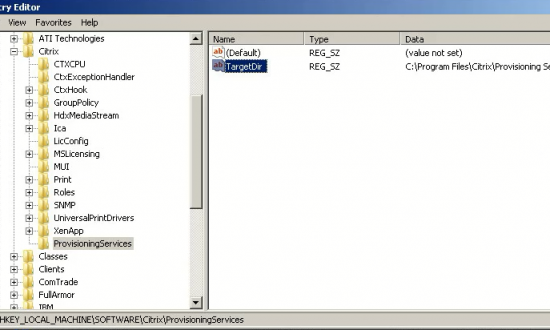 ry Editor
View Favorites Help
ATI Technologies
Citrix
CTXCPU
CtxExceptionHandler
CtxHook
GroupPolicy
HdxMediaStream
Ica
LicConfig
MSLicensing
MUI
Print
Roles
SNMP
UniversalPrintDrivers
XenApp
ProvisioningServices
Classes
Clients
ComTrade
FullArmor
IBM
Name Type Data
(Default) REG_SZ (value not set)
TargetDir REG_SZ C:\Program Files\Citrix\Provisioning Se
HKEY_LOCAL_MACHINE\SOFTWARE\Citrix\ProvisioningServices